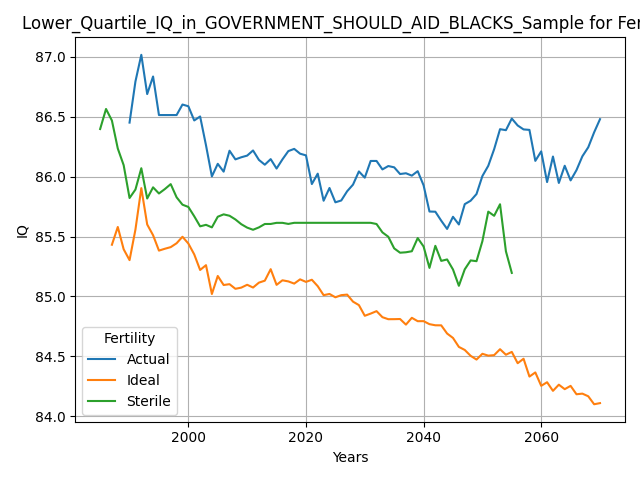 Lower_Quartile_IQ_in_GOVERNMENT_SHOULD_AID_BLACKS_Sample for Fer
87.0
86.5
86.0
85.5
85.0
84.5
84.0
IQ
Fertility
Actual
Ideal
Sterile
2000
2020
2040
2060
Years